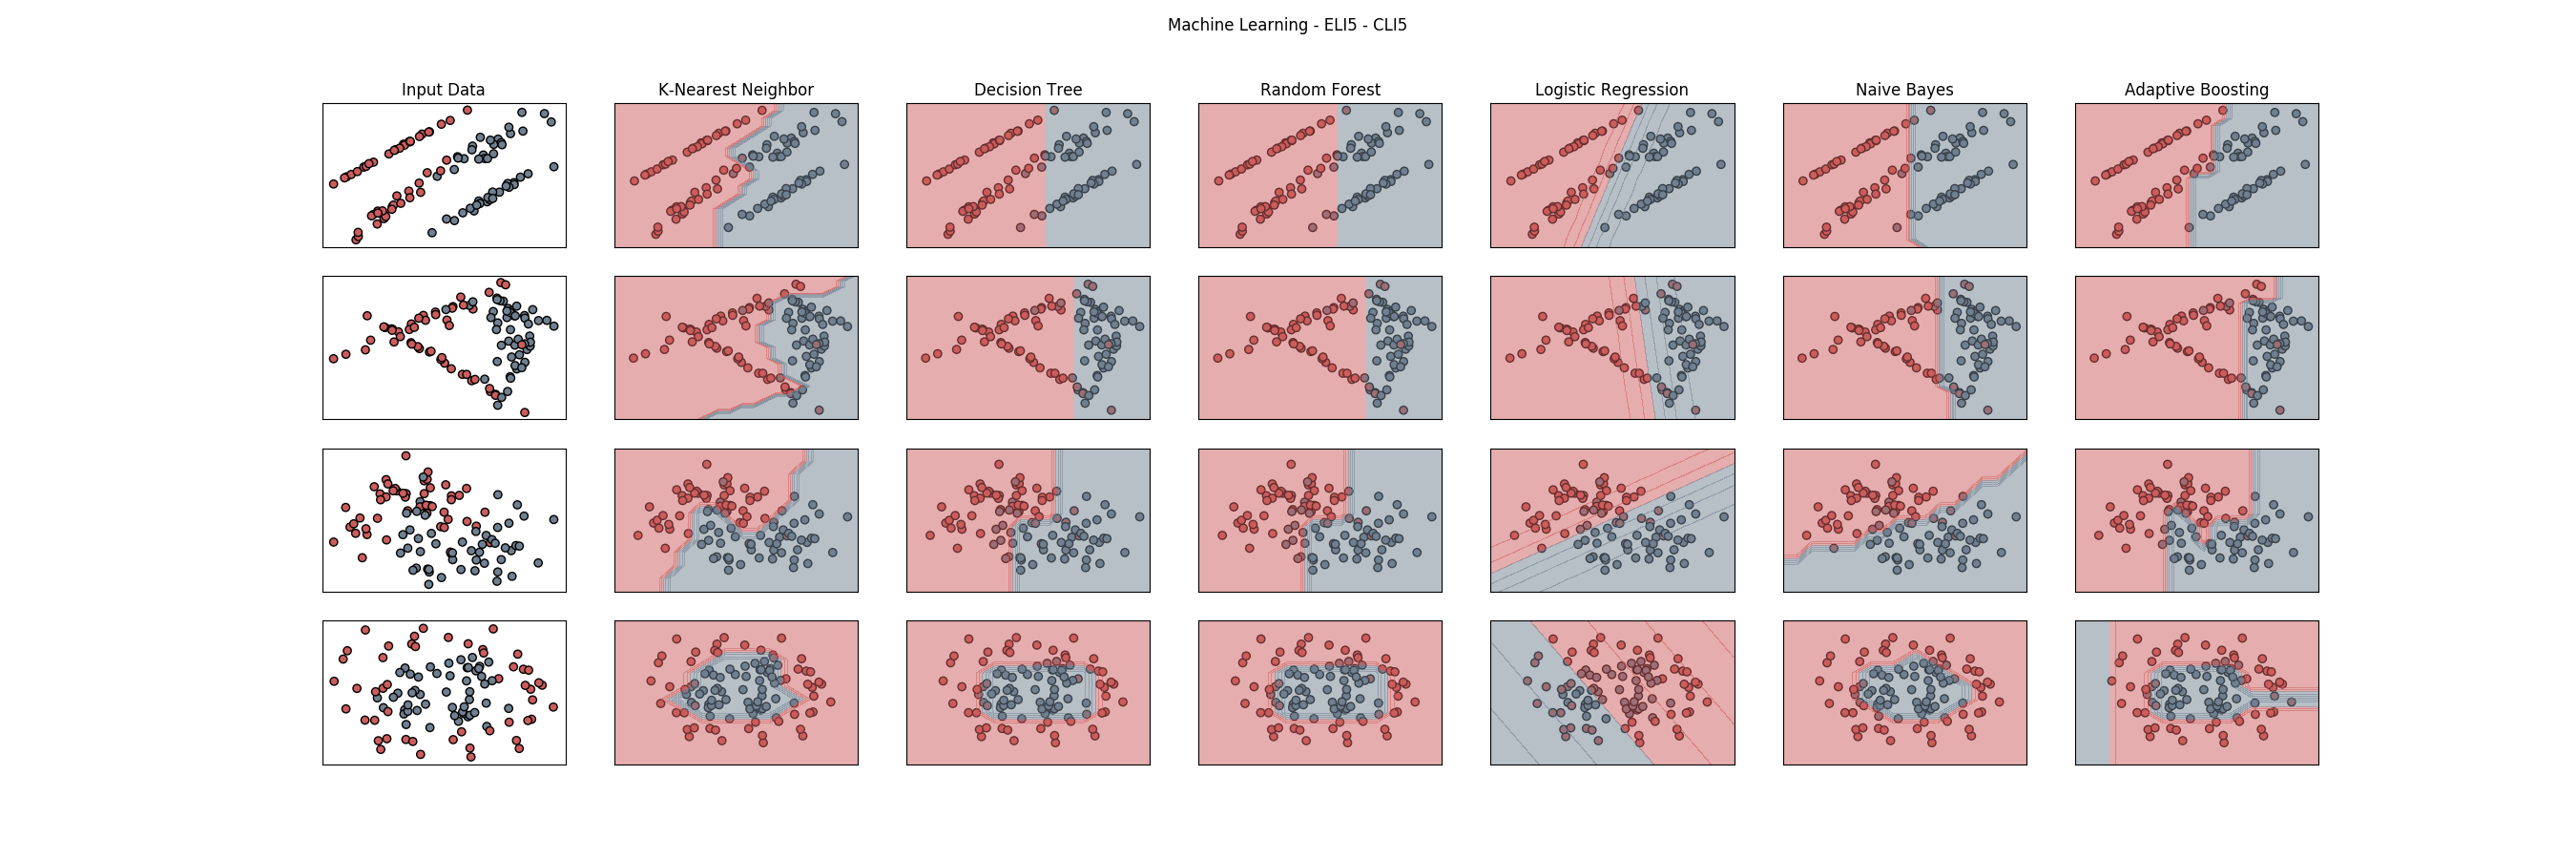 Machine Learning - ELI5 - CLI5
Input Data
K-Nearest Neighbor
Decision Tree
Random Forest
Logistic Regression
Naive Bayes
Adaptive Boosting